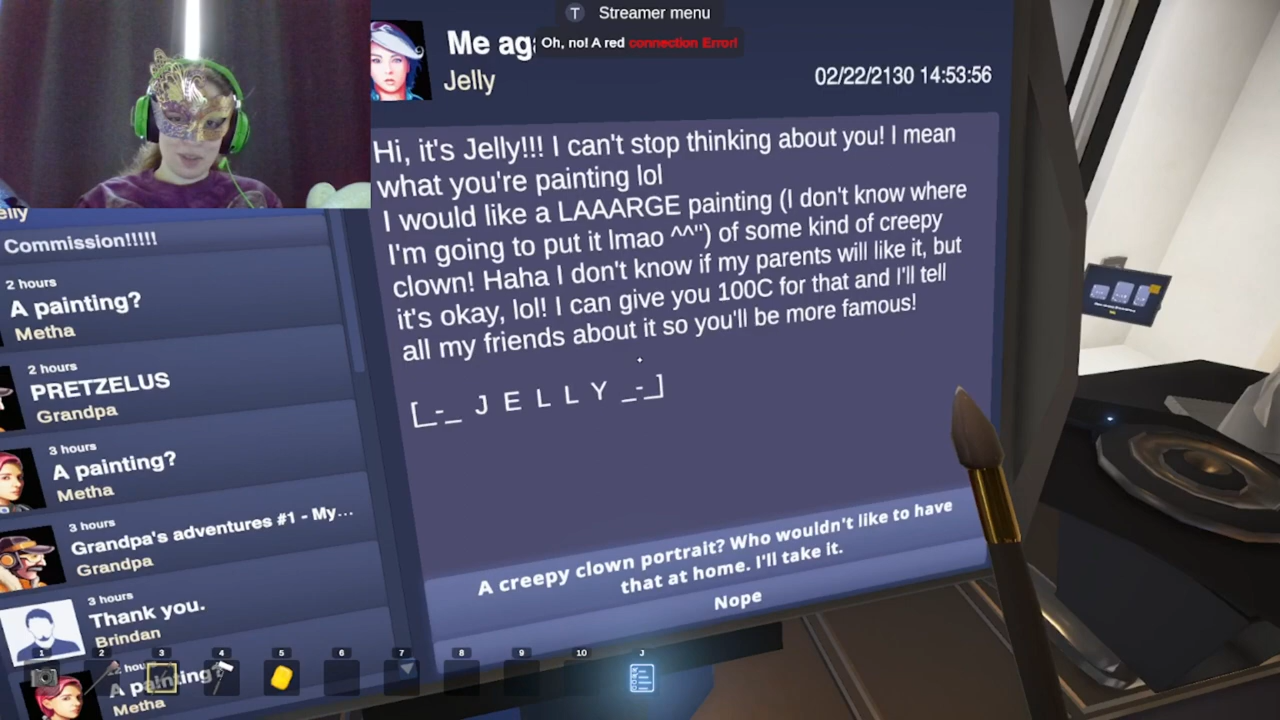 T Streamer menu
Oh, no! A red connection Error!
Me aga
Jelly
02/22/2130 14:53:56
Hi, it's Jelly!!! I can't stop thinking about you! I mean
what you're painting lol
I would like a LAAARGE painting (I don't know where
I'm going to put it lmao ^^") of some kind of creepy
clown! Haha I don't know if my parents will like it, but
it's okay, lol! I can give you 100C for that and I'll tell
all my friends about it so you'll be more famous!
[_-_ J E L L Y _-_]
A creepy clown portrait? Who wouldn't like to have
that at home. I'll take it.
Nope
elly
Commission!!!!!
2 hours
A painting?
Metha
2 hours
PRETZELUS
Grandpa
3 hours
A painting?
Metha
3 hours
Grandpa's adventures #1 - My...
Grandpa
3 hours
Thank you.
Brindan
hours
A painting
Metha
1 2 3 4 5 6 7 8 9 10 J